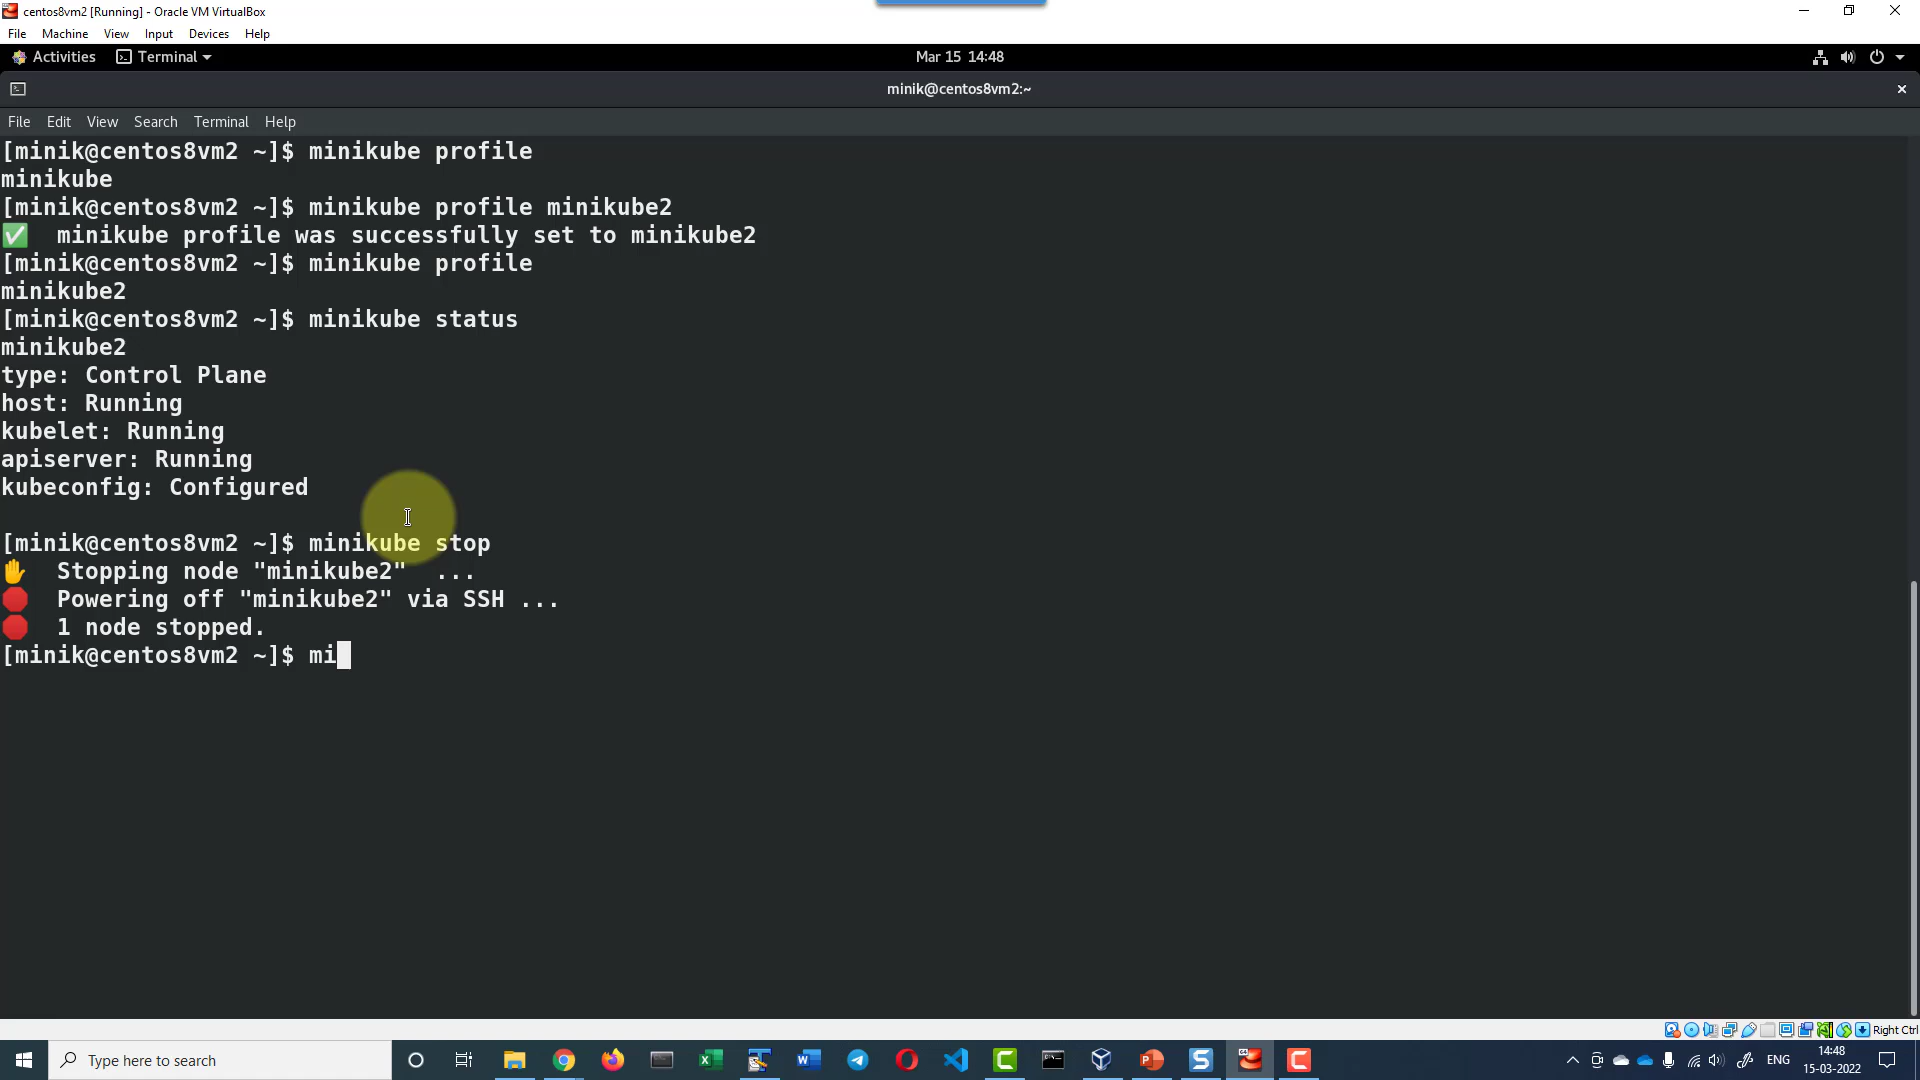 centos8vm2 [Running] - Oracle VM VirtualBox
File Machine View Input Devices Help
Activities Terminal Mar 15 14:48
minik@centos8vm2:~
File Edit View Search Terminal Help
[minik@centos8vm2 ~]$ minikube profile
minikube
[minik@centos8vm2 ~]$ minikube profile minikube2
✅ minikube profile was successfully set to minikube2
[minik@centos8vm2 ~]$ minikube profile
minikube2
[minik@centos8vm2 ~]$ minikube status
minikube2
type: Control Plane
host: Running
kubelet: Running
apiserver: Running
kubeconfig: Configured
[minik@centos8vm2 ~]$ minikube stop
✋ Stopping node "minikube2" ...
🛑 Powering off "minikube2" via SSH ...
🛑 1 node stopped.
[minik@centos8vm2 ~]$ mi
Right Ctrl
Type here to search
ENG
14:48
15-03-2022